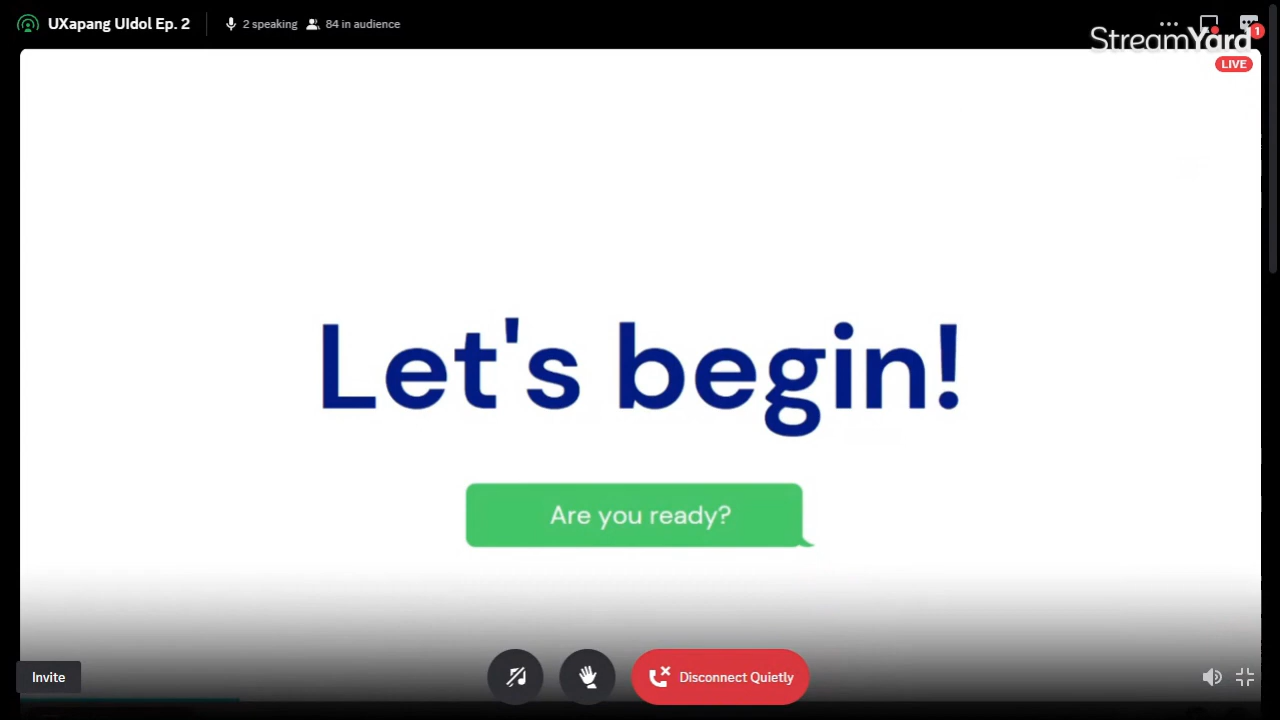 UXapang UIdol Ep. 2
2 speaking
84 in audience
1
StreamYard
LIVE
Let's begin!
Are you ready?
Invite
Disconnect Quietly